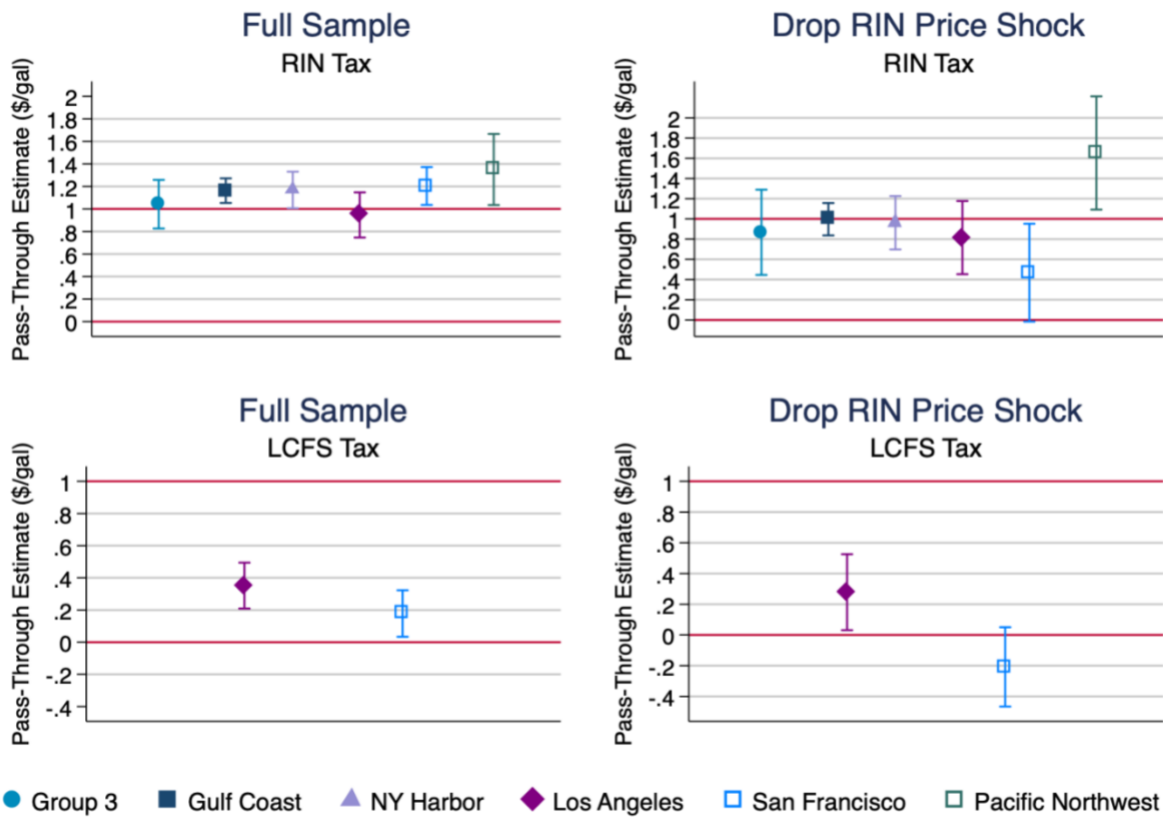 Full Sample
RIN Tax
Pass-Through Estimate ($/gal)
2
1.8
1.6
1.4
1.2
1
.8
.6
.4
.2
0
Drop RIN Price Shock
RIN Tax
Pass-Through Estimate ($/gal)
2
1.8
1.6
1.4
1.2
1
.8
.6
.4
.2
0
Full Sample
LCFS Tax
Pass-Through Estimate ($/gal)
1
.8
.6
.4
.2
0
-.2
-.4
Drop RIN Price Shock
LCFS Tax
Pass-Through Estimate ($/gal)
1
.8
.6
.4
.2
0
-.2
-.4
Group 3 Gulf Coast NY Harbor Los Angeles San Francisco Pacific Northwest